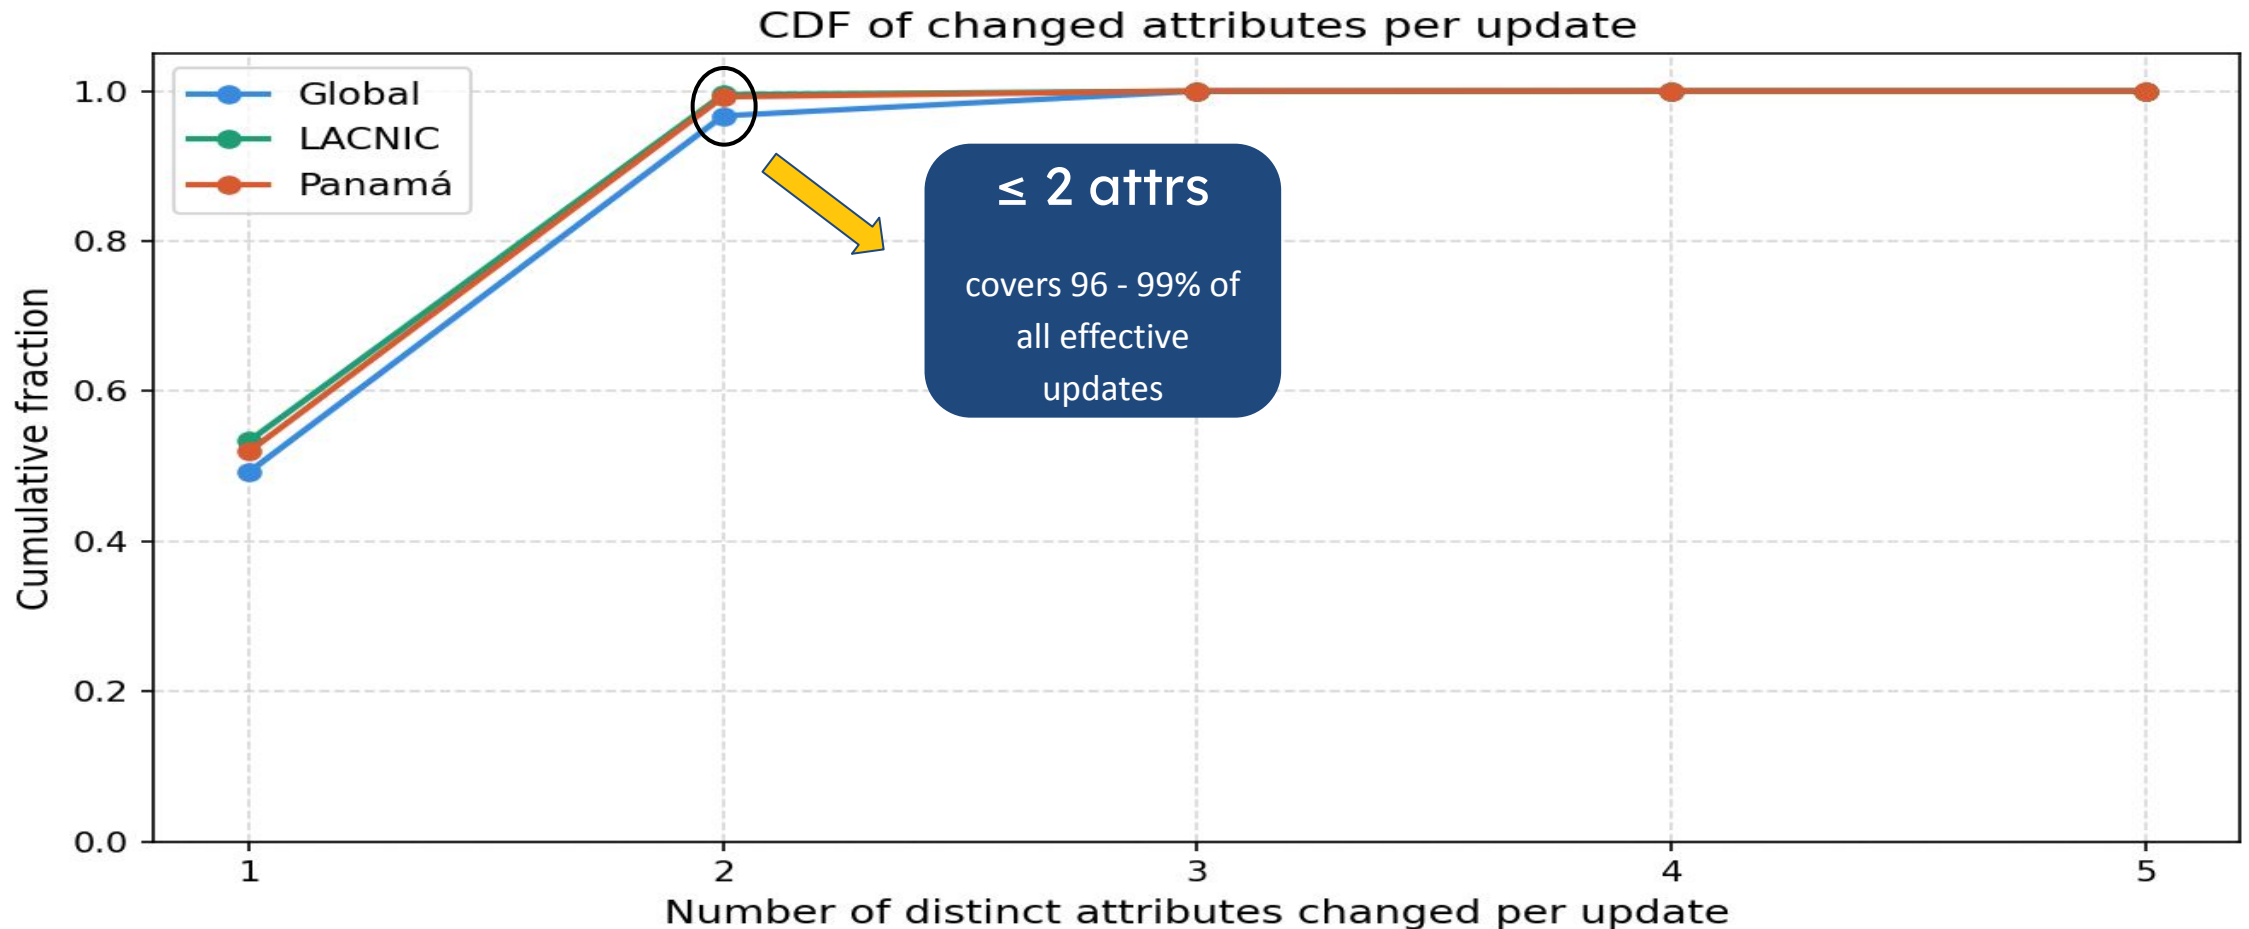 CDF of changed attributes per update
Global
LACNIC
Panamá
≤ 2 attrs
covers 96 - 99% of
all effective
updates
Cumulative fraction
1.0
0.8
0.6
0.4
0.2
0.0
1 2 3 4 5
Number of distinct attributes changed per update